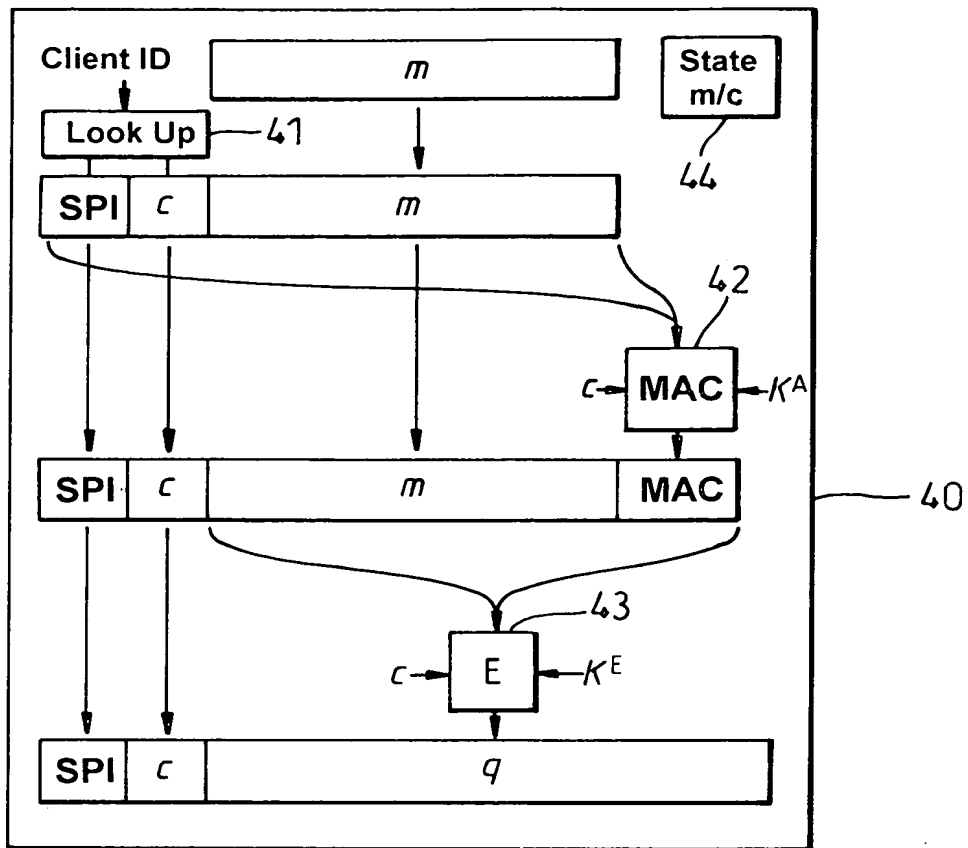 Client ID
m
State
m/c
Look Up
41
44
SPI c m
42
c MAC K^A
SPI c m MAC
40
43
c E K^E
SPI c q